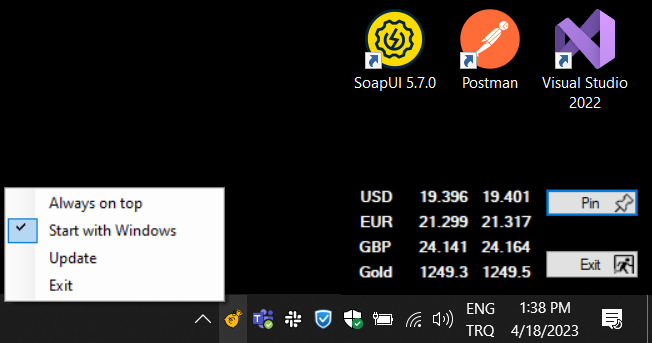 SoapUI 5.7.0
Postman
Visual Studio
2022
Always on top
Start with Windows
Update
Exit
USD 19.396 19.401
EUR 21.299 21.317
GBP 24.141 24.164
Gold 1249.3 1249.5
Pin
Exit
ENG
TRQ
1:38 PM
4/18/2023